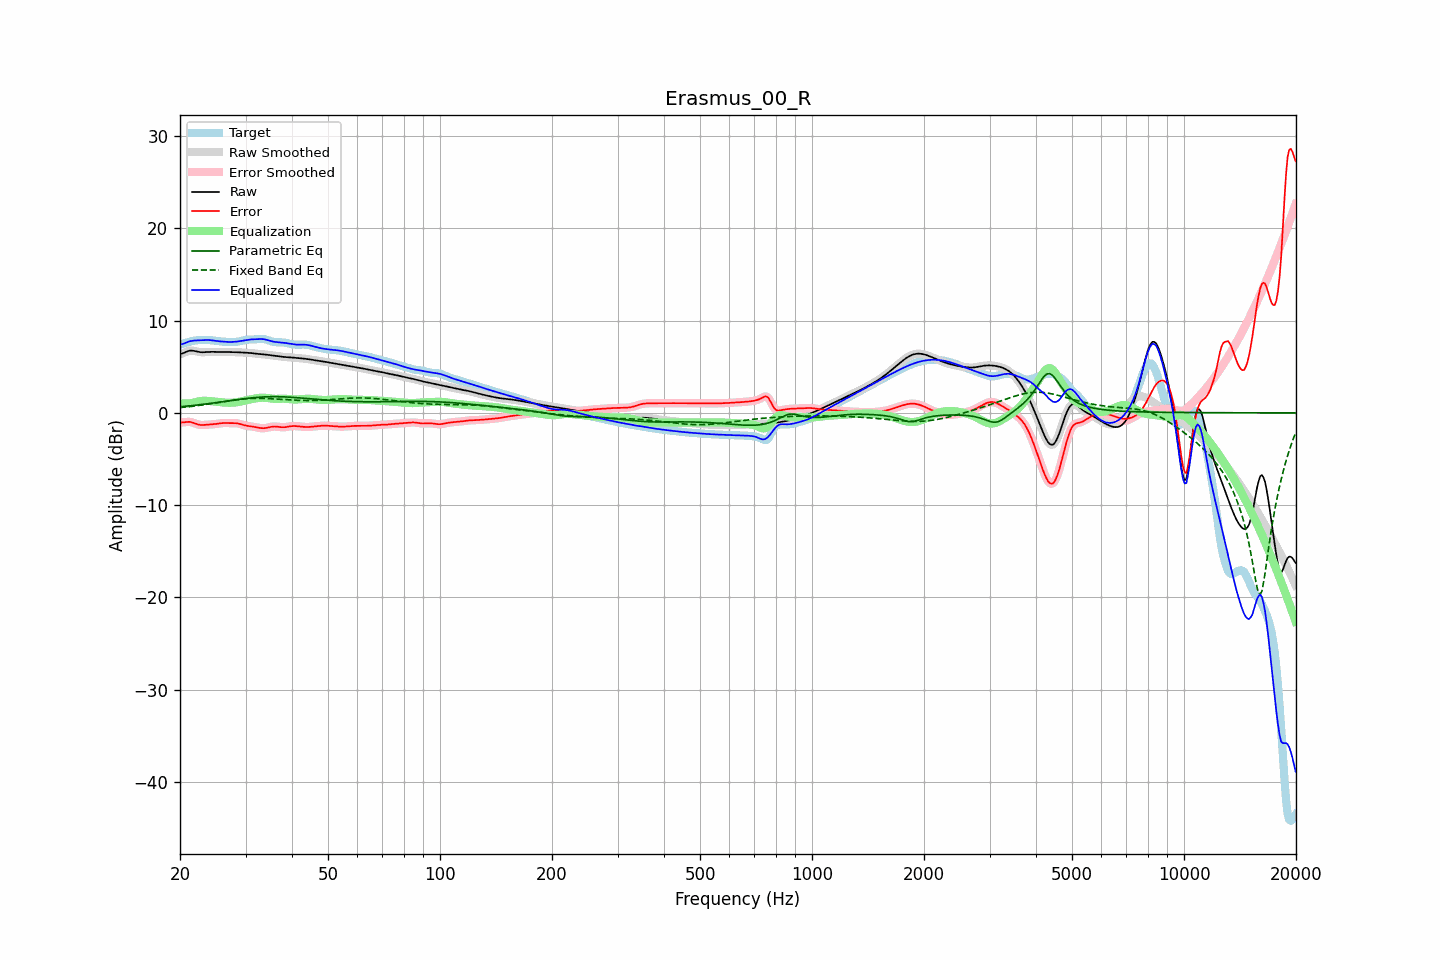 Erasmus_00_R
Target
Raw Smoothed
Error Smoothed
Raw
Error
Equalization
Parametric Eq
Fixed Band Eq
Equalized
30
20
10
0
−10
−20
−30
−40
Amplitude (dBr)
20
50
100
200
500
1000
2000
5000
10000
20000
Frequency (Hz)